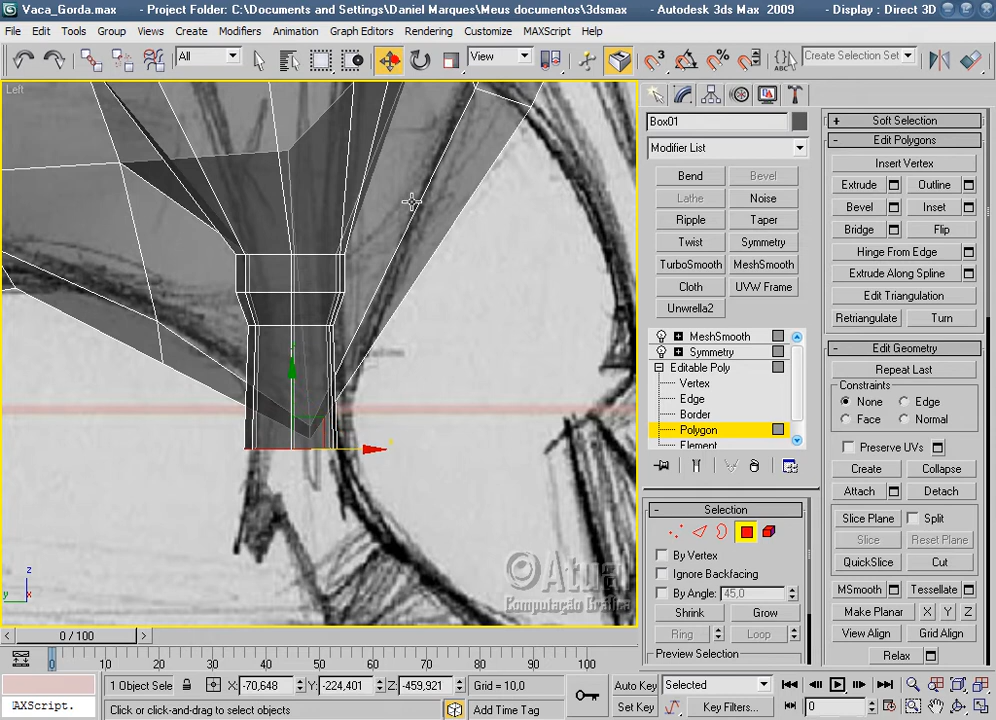 Vaca_Gorda.max - Project Folder: C:\Documents and Settings\Daniel Marques\Meus documentos\3dsmax - Autodesk 3ds Max 2009 - Display : Direct 3D
File Edit Tools Group Views Create Modifiers Animation Graph Editors Rendering Customize MAXScript Help
All View Create Selection Set
Left
Box01
Modifier List
Bend Bevel
Lathe Noise
Ripple Taper
Twist Symmetry
TurboSmooth MeshSmooth
Cloth UVW Frame
Unwrella2
MeshSmooth
Symmetry
Editable Poly
Vertex
Edge
Border
Polygon
Element
Selection
By Vertex
Ignore Backfacing
By Angle: 45,0
Shrink Grow
Ring Loop
Preview Selection
Soft Selection
Edit Polygons
Insert Vertex
Extrude Outline
Bevel Inset
Bridge Flip
Hinge From Edge
Extrude Along Spline
Edit Triangulation
Retriangulate Turn
Edit Geometry
Repeat Last
Constraints
None Edge
Face Normal
Preserve UVs
Create Collapse
Attach Detach
Slice Plane Split
Slice Reset Plane
QuickSlice Cut
MSmooth Tessellate
Make Planar X Y Z
View Align Grid Align
Relax
Computação Gráfica
z
y x
0 / 100
0 10 20 30 40 50 60 70 80 90 100
1 Object Sele X: -70,648 Y: -224,401 Z: -459,921 Grid = 10,0 Auto Key Selected
AXScript. Click or click-and-drag to select objects Add Time Tag Set Key Key Filters... 0